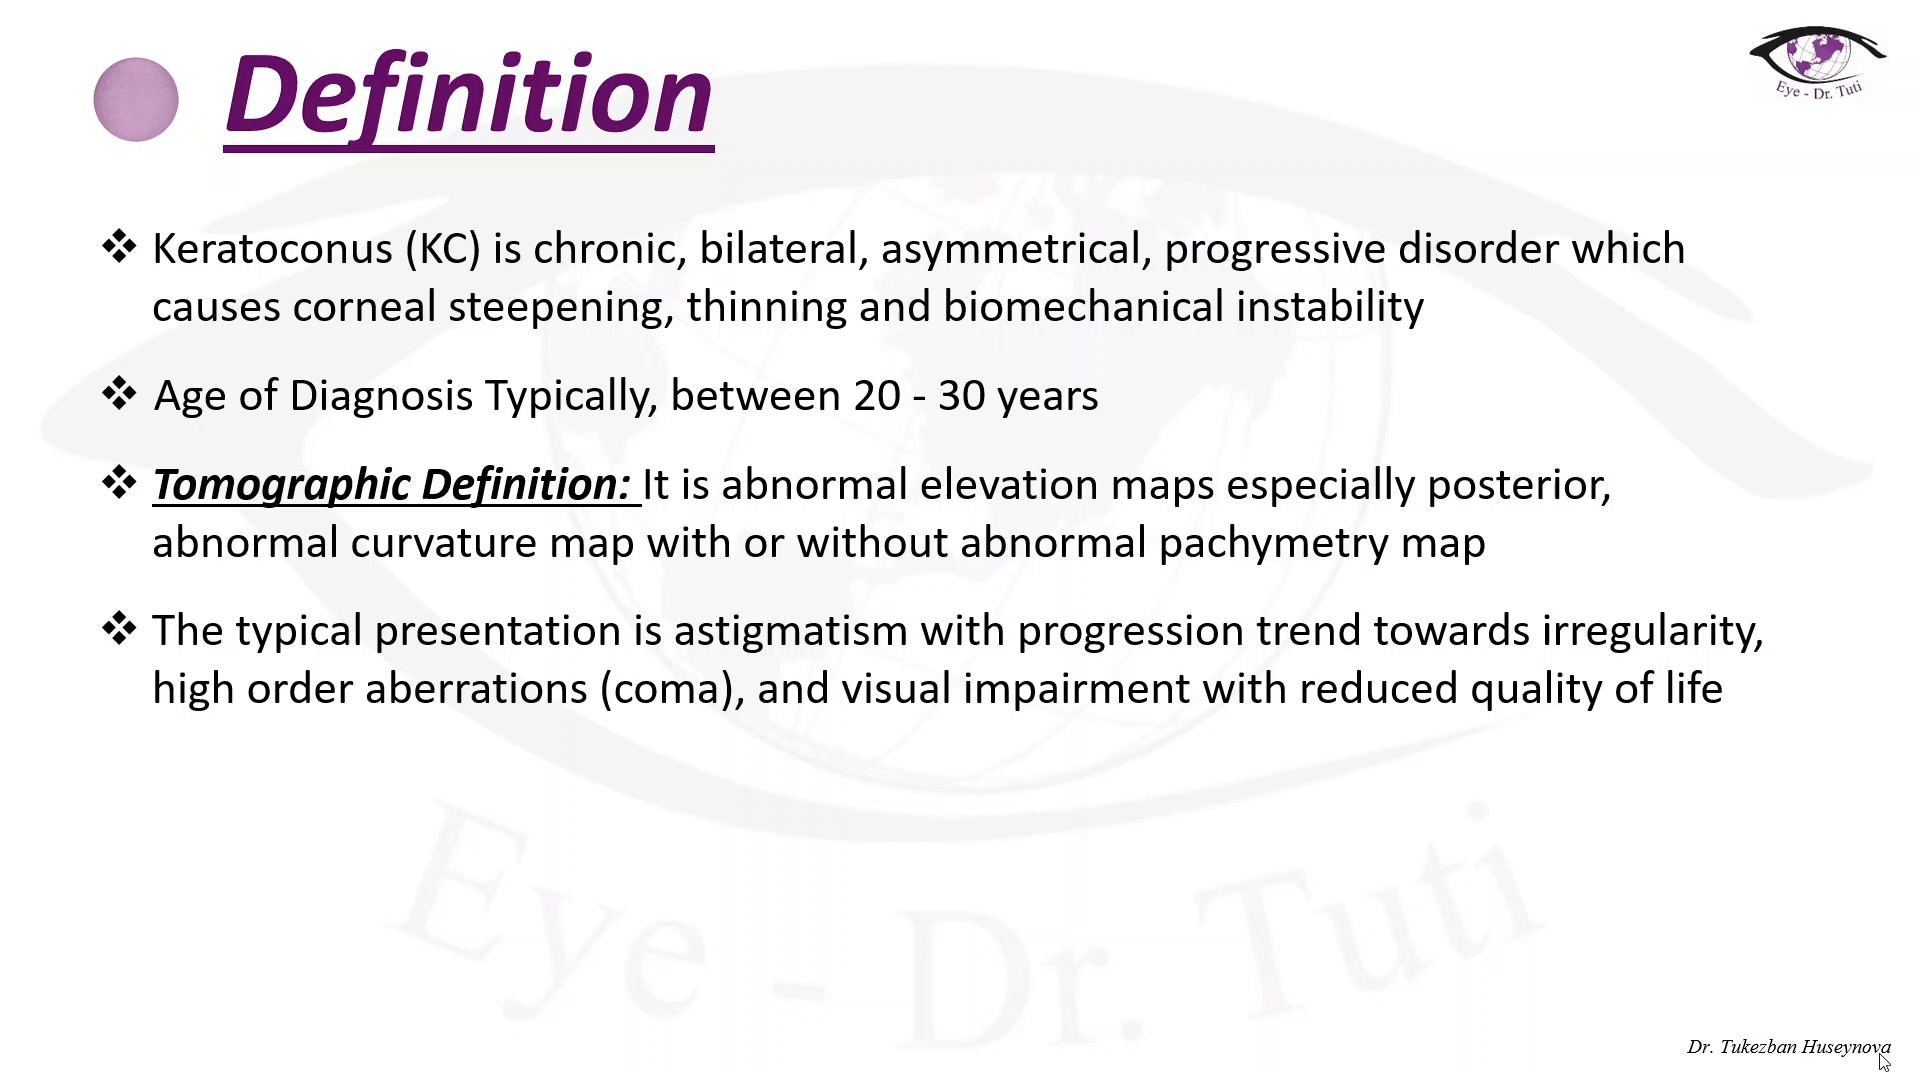 Definition
Eye - Dr. Tuti
❖ Keratoconus (KC) is chronic, bilateral, asymmetrical, progressive disorder which
causes corneal steepening, thinning and biomechanical instability
❖ Age of Diagnosis Typically, between 20 - 30 years
❖ Tomographic Definition: It is abnormal elevation maps especially posterior,
abnormal curvature map with or without abnormal pachymetry map
❖ The typical presentation is astigmatism with progression trend towards irregularity,
high order aberrations (coma), and visual impairment with reduced quality of life
Eye - Dr. Tuti
Dr. Tukezban Huseynova